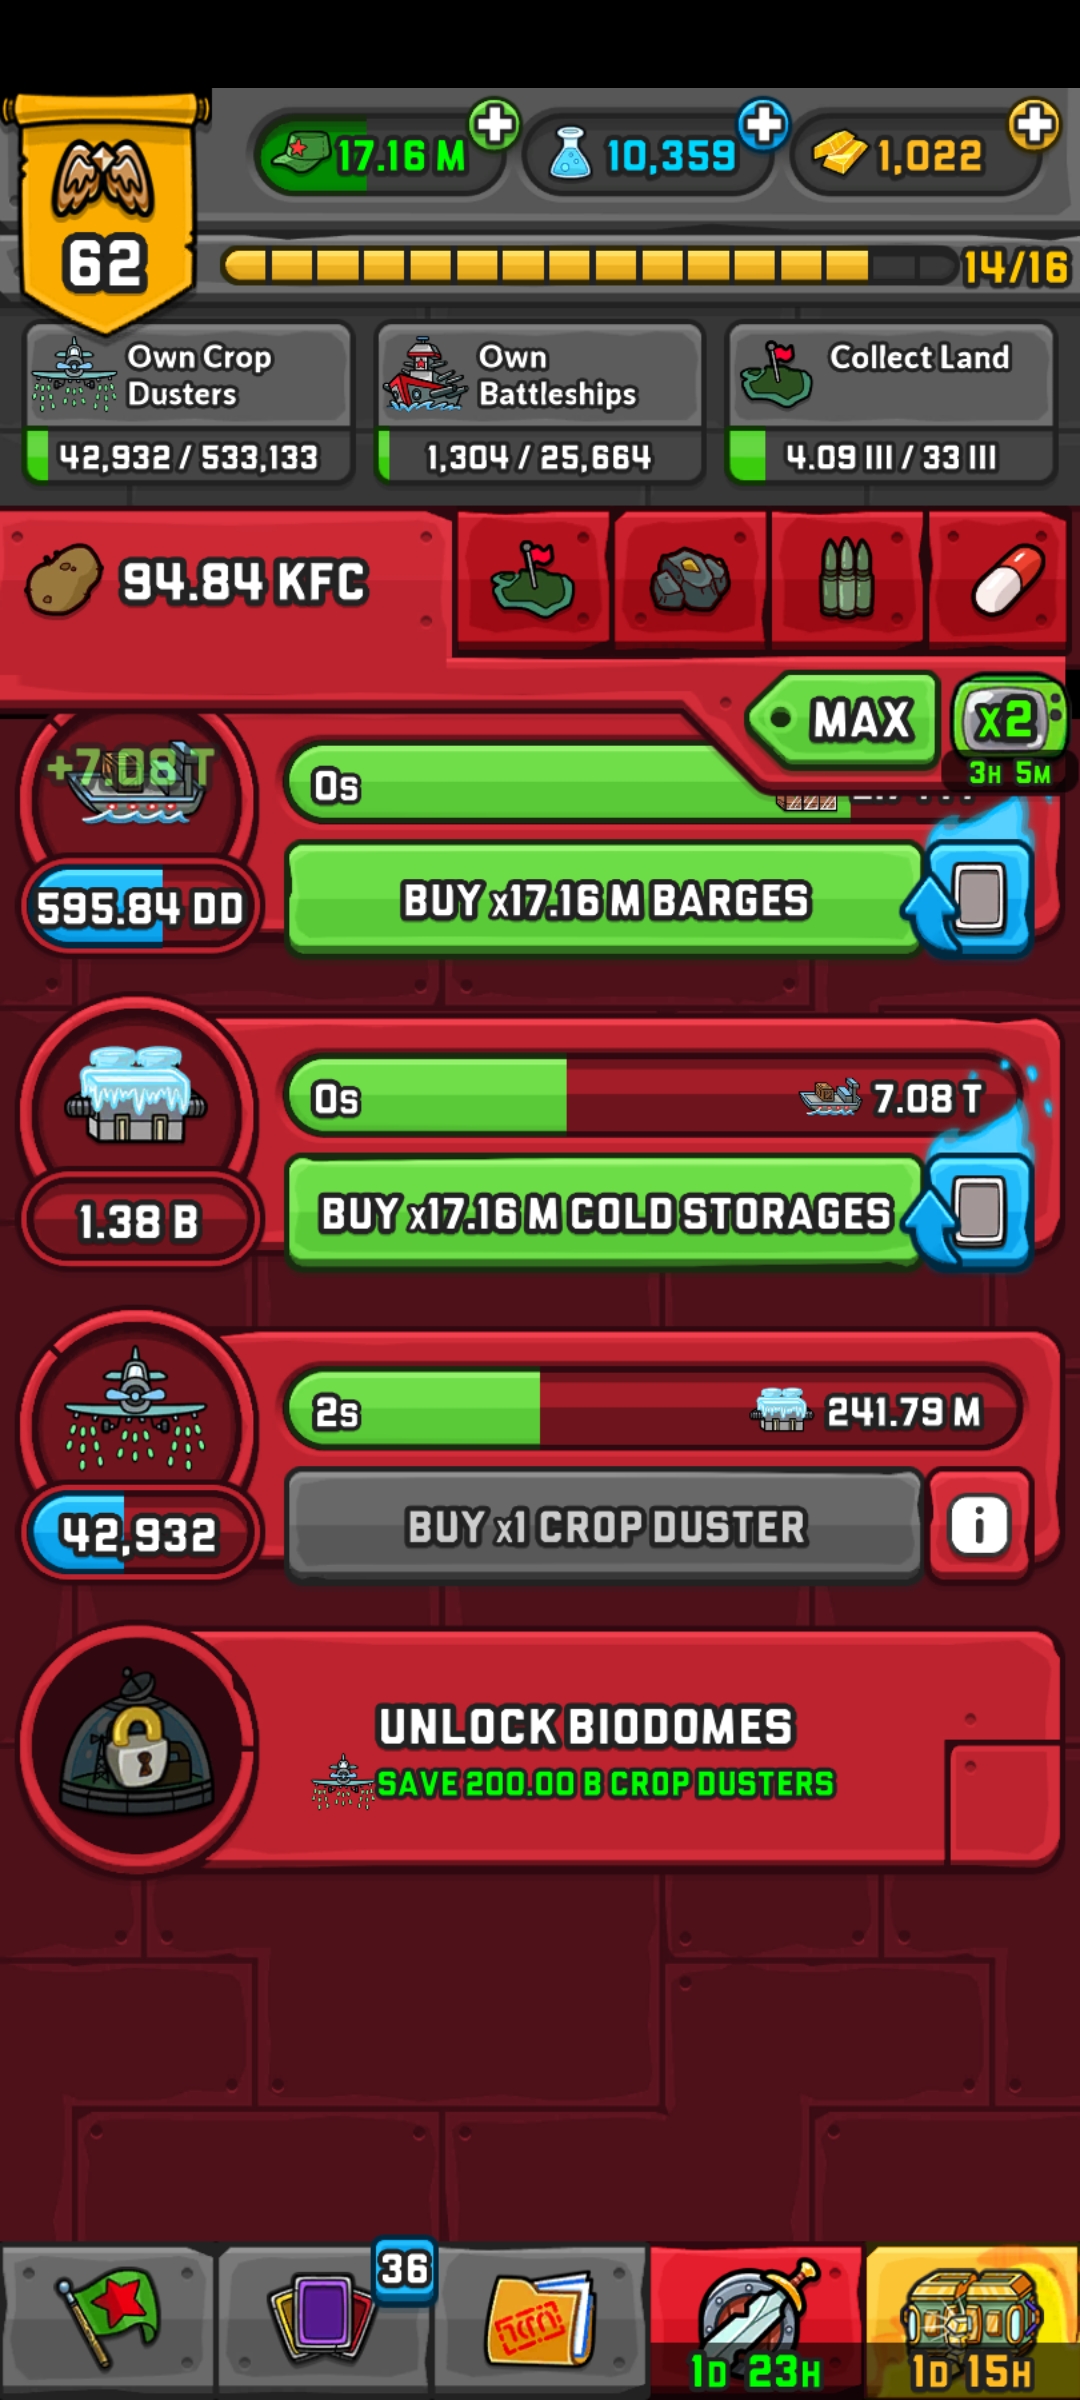 17.16 M
10,359
1,022
62
14/16
Own Crop
Dusters
42,932 / 533,133
Own
Battleships
1,304 / 25,664
Collect Land
4.09 III / 33 III
94.84 KFC
MAX
x2
3H 5M
+7.08 T
0s
595.84 DD
BUY x17.16 M BARGES
0s
7.08 T
1.38 B
BUY x17.16 M COLD STORAGES
2s
241.79 M
42,932
BUY x1 CROP DUSTER
i
UNLOCK BIODOMES
SAVE 200.00 B CROP DUSTERS
36
1D 23H
1D 15H